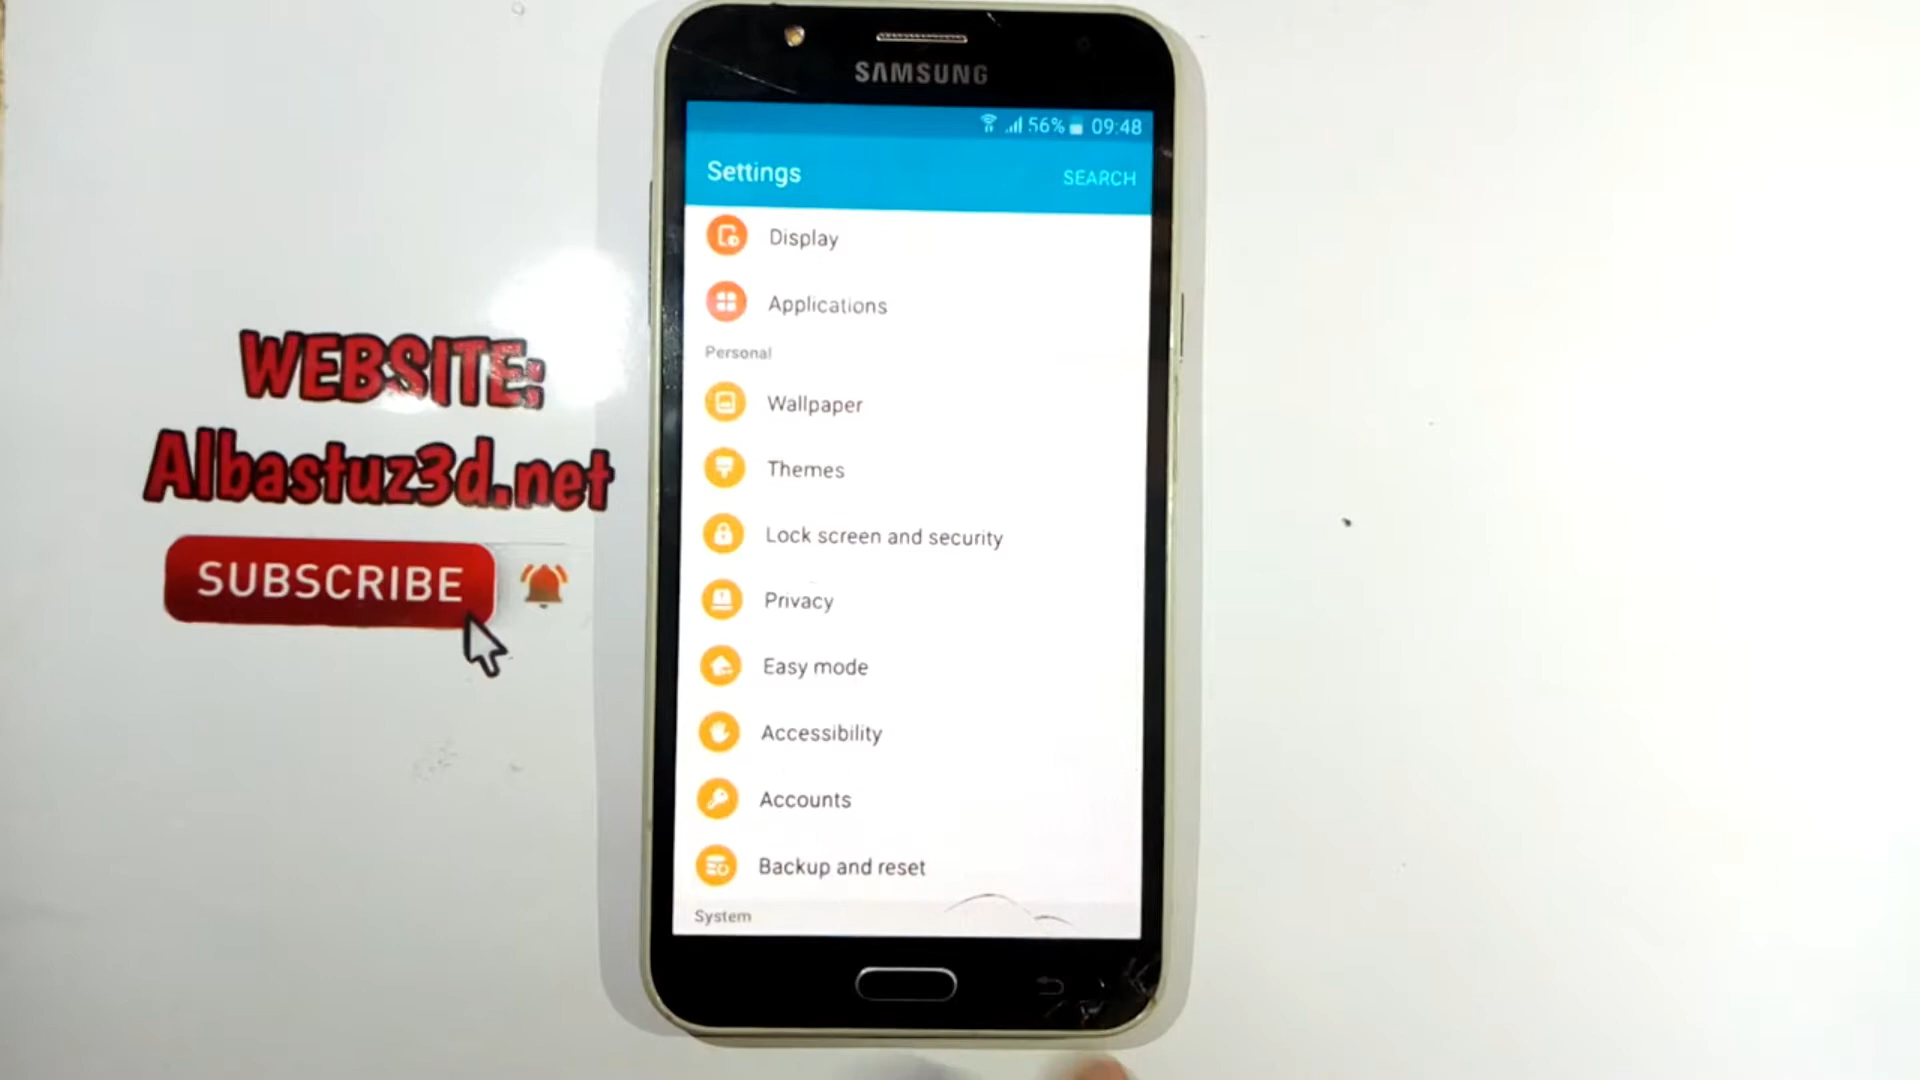 SAMSUNG
56% 09:48
Settings
SEARCH
Display
Applications
Personal
Wallpaper
Themes
Lock screen and security
Privacy
Easy mode
Accessibility
Accounts
Backup and reset
System
WEBSITE:
Albastuz3d.net
SUBSCRIBE